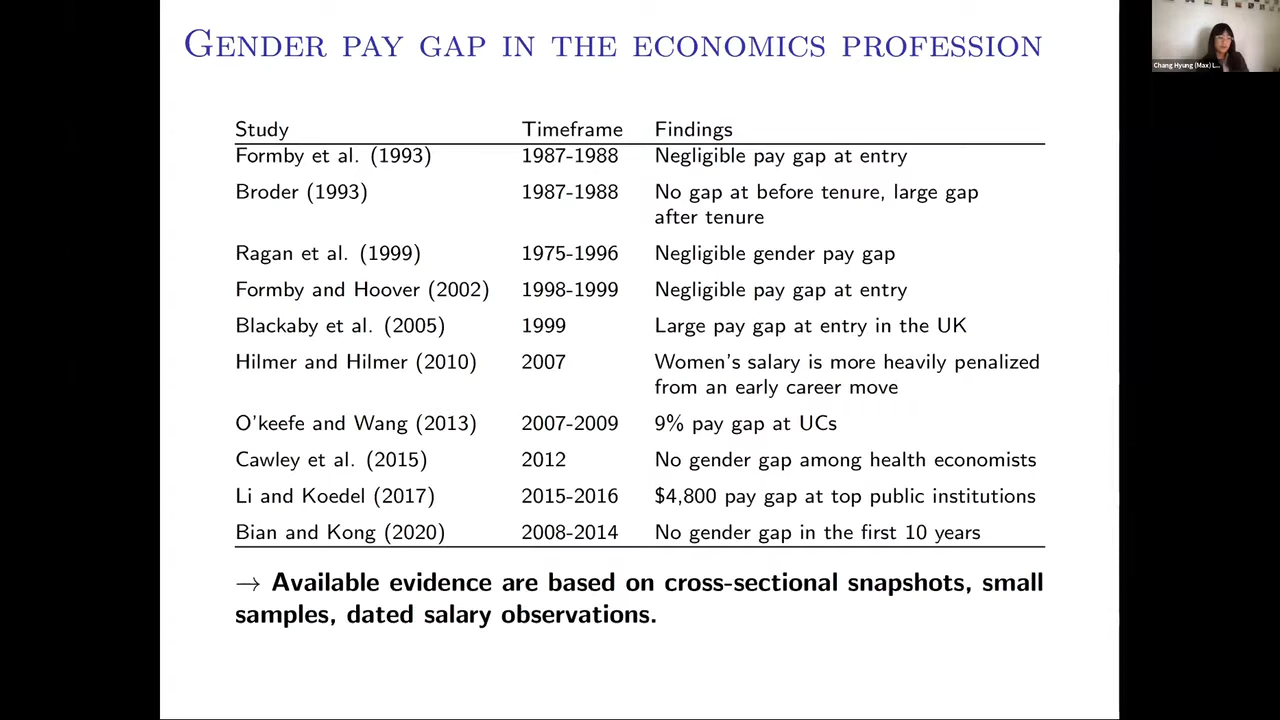 GENDER PAY GAP IN THE ECONOMICS PROFESSION
Chang Hyung (Max) L...
Study Timeframe Findings
Formby et al. (1993) 1987-1988 Negligible pay gap at entry
Broder (1993) 1987-1988 No gap at before tenure, large gap
after tenure
Ragan et al. (1999) 1975-1996 Negligible gender pay gap
Formby and Hoover (2002) 1998-1999 Negligible pay gap at entry
Blackaby et al. (2005) 1999 Large pay gap at entry in the UK
Hilmer and Hilmer (2010) 2007 Women's salary is more heavily penalized
from an early career move
O'keefe and Wang (2013) 2007-2009 9% pay gap at UCs
Cawley et al. (2015) 2012 No gender gap among health economists
Li and Koedel (2017) 2015-2016 $4,800 pay gap at top public institutions
Bian and Kong (2020) 2008-2014 No gender gap in the first 10 years
→ Available evidence are based on cross-sectional snapshots, small
samples, dated salary observations.